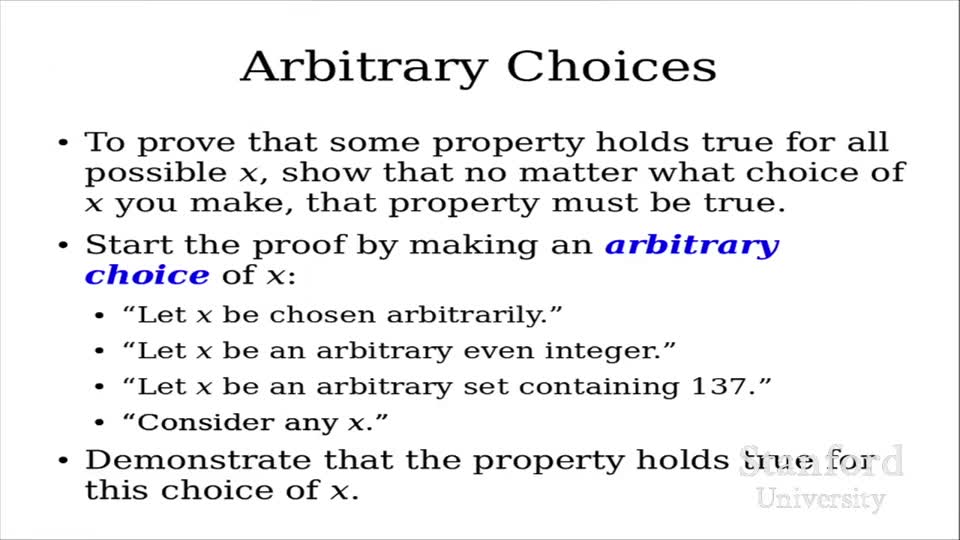 Arbitrary Choices
• To prove that some property holds true for all
possible x, show that no matter what choice of
x you make, that property must be true.
• Start the proof by making an arbitrary
choice of x:
• “Let x be chosen arbitrarily.”
• “Let x be an arbitrary even integer.”
• “Let x be an arbitrary set containing 137.”
• “Consider any x.”
• Demonstrate that the property holds true for
this choice of x.
Stanford
University